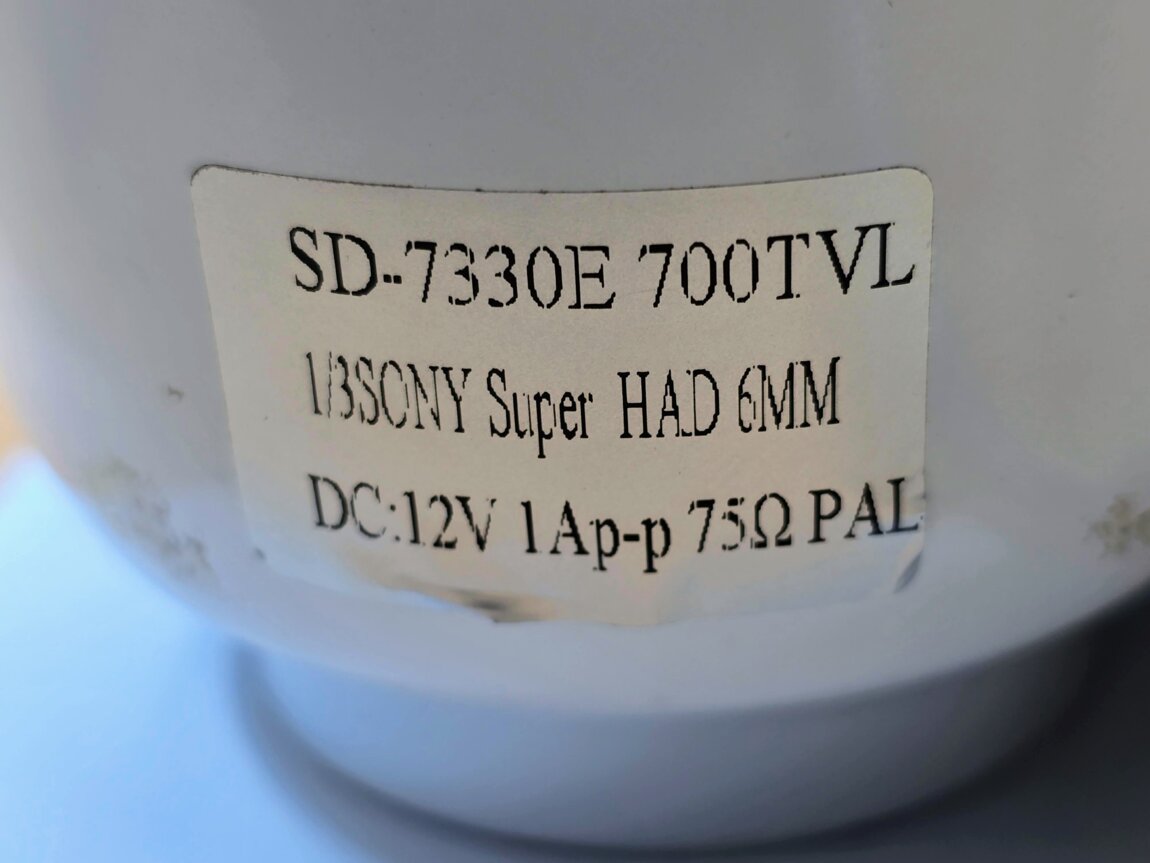 SD-7330E 700TVL
1/3SONY Super HAD 6MM
DC:12V 1Ap-p 75Ω PAL